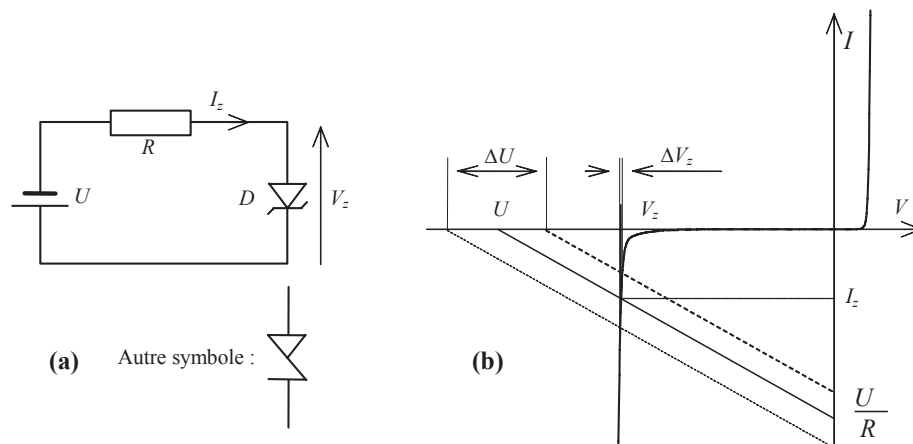 I_z
R
U
D
V_z
(a)
Autre symbole :
I
ΔU
ΔV_z
U
V_z
V
I_z
(b)
U
R